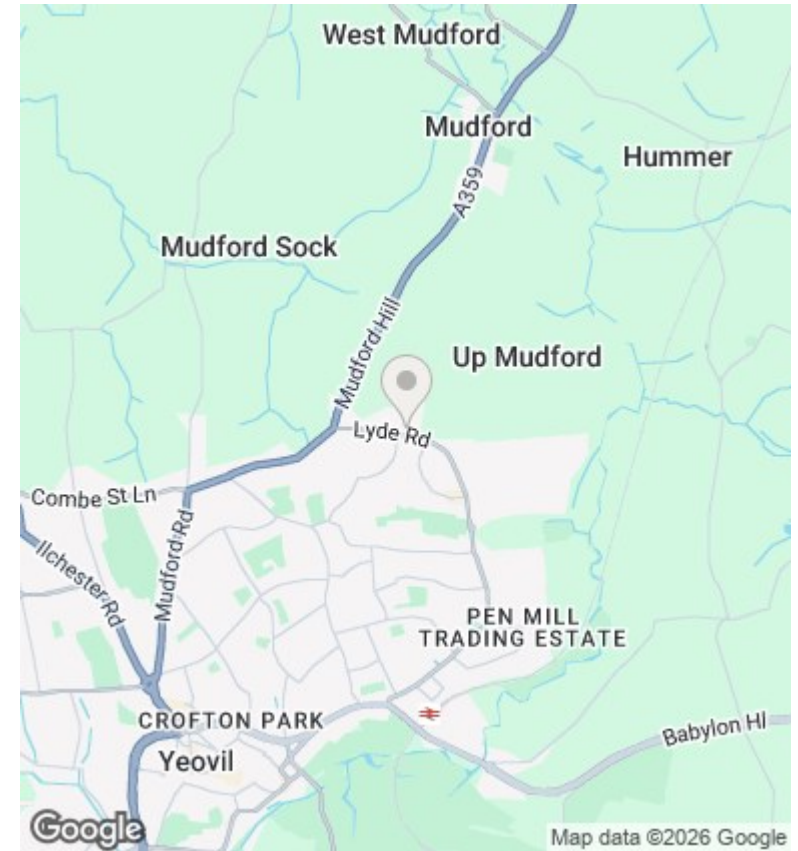 West Mudford
Mudford
Hummer
A359
Mudford Sock
Mudford Hill
Up Mudford
Lyde Rd
Combe St Ln
Mudford Rd
Ilchester Rd
PEN MILL
TRADING ESTATE
CROFTON PARK
Babylon Hl
Yeovil
Google
Map data ©2026 Google